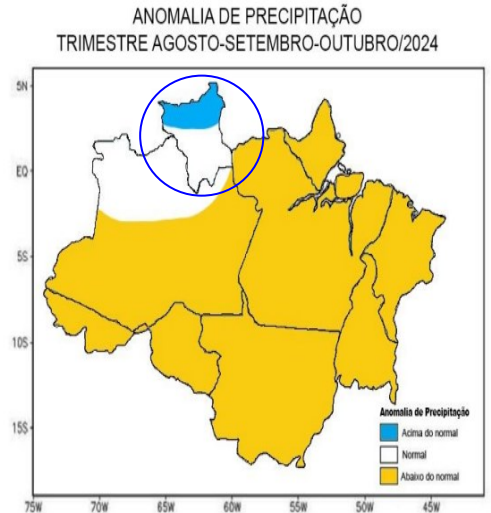 ANOMALIA DE PRECIPITAÇÃO
TRIMESTRE AGOSTO-SETEMBRO-OUTUBRO/2024
5N
EQ
5S
10S
15S
75W 70W 65W 60W 55W 50W 45W
Anomalia de Precipitação
Acima do normal
Normal
Abaixo do normal